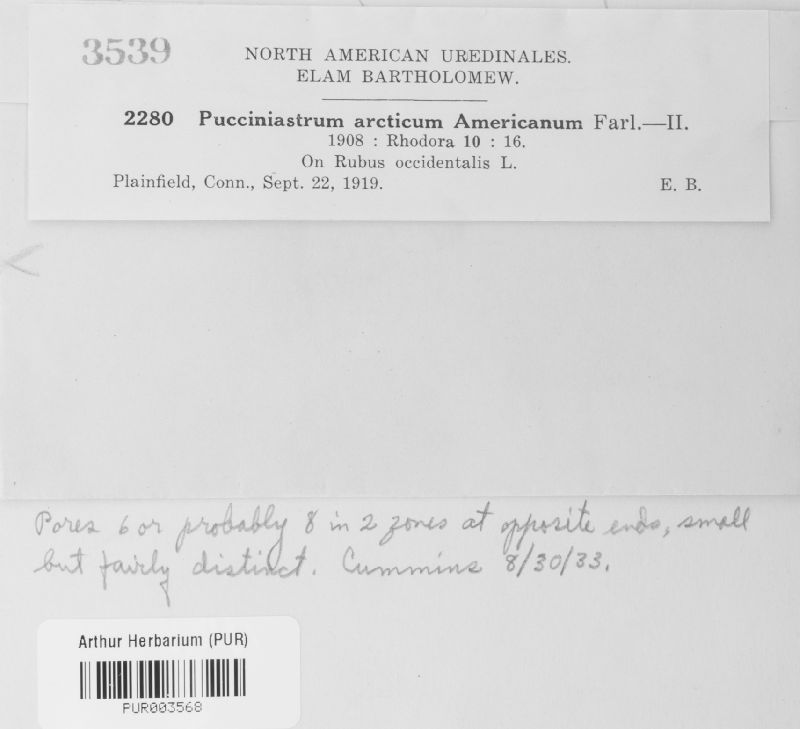 3539
NORTH AMERICAN UREDINALES.
ELAM BARTHOLOMEW.
2280 Pucciniastrum arcticum Americanum Farl.—II.
1908 : Rhodora 10 : 16.
On Rubus occidentalis L.
Plainfield, Conn., Sept. 22, 1919. E. B.
Pores 6 or probably 8 in 2 zones at opposite ends, small
but fairly distinct. Cummins 8/30/33.
Arthur Herbarium (PUR)
PUR003568